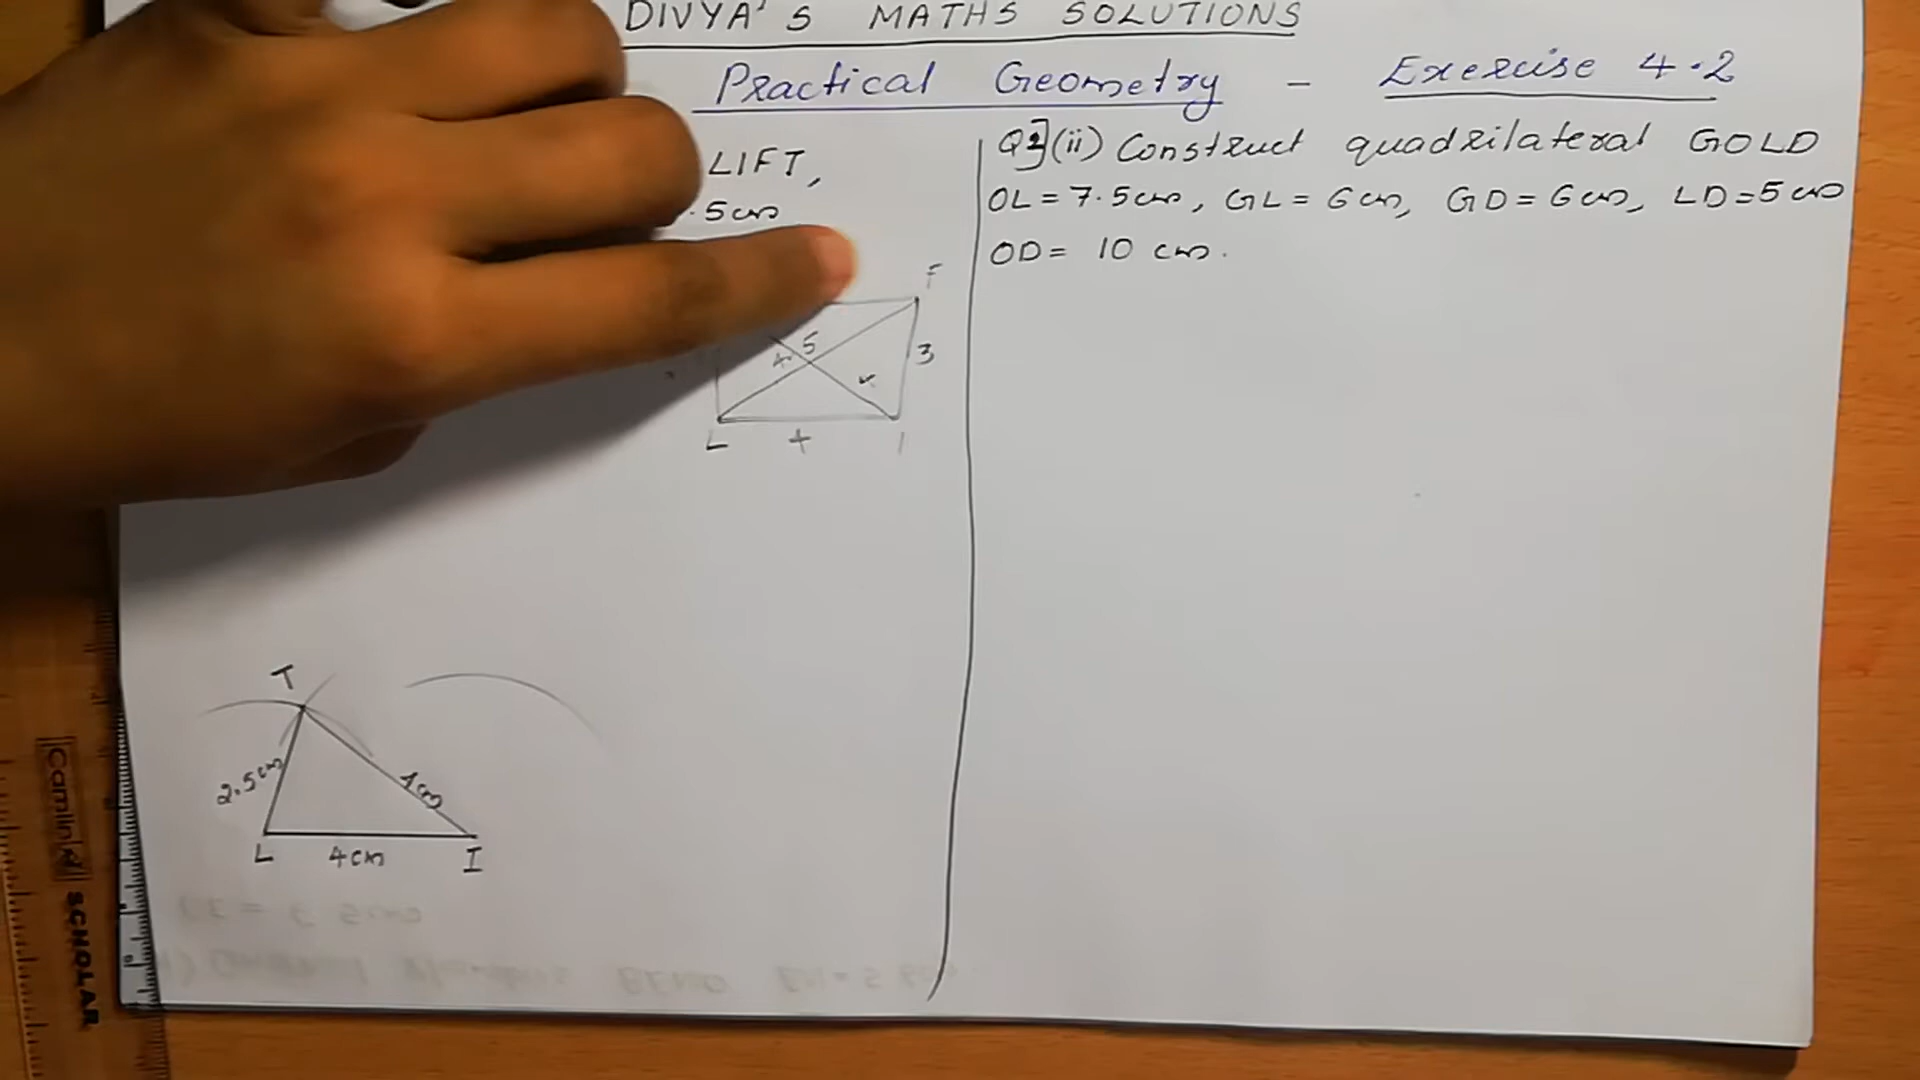 DIVYA'S MATHS SOLUTIONS
Practical Geometry - Exercise 4.2
LIFT,
.5cm
F
4.5
3
4
L 4 I
Q1](ii) Construct quadrilateral GOLD
OL = 7.5cm, GL = 6cm, GD = 6cm, LD = 5cm
OD = 10 cm.
T
2.5cm
4cm
L 4cm I
Camlin
SCHOLAR